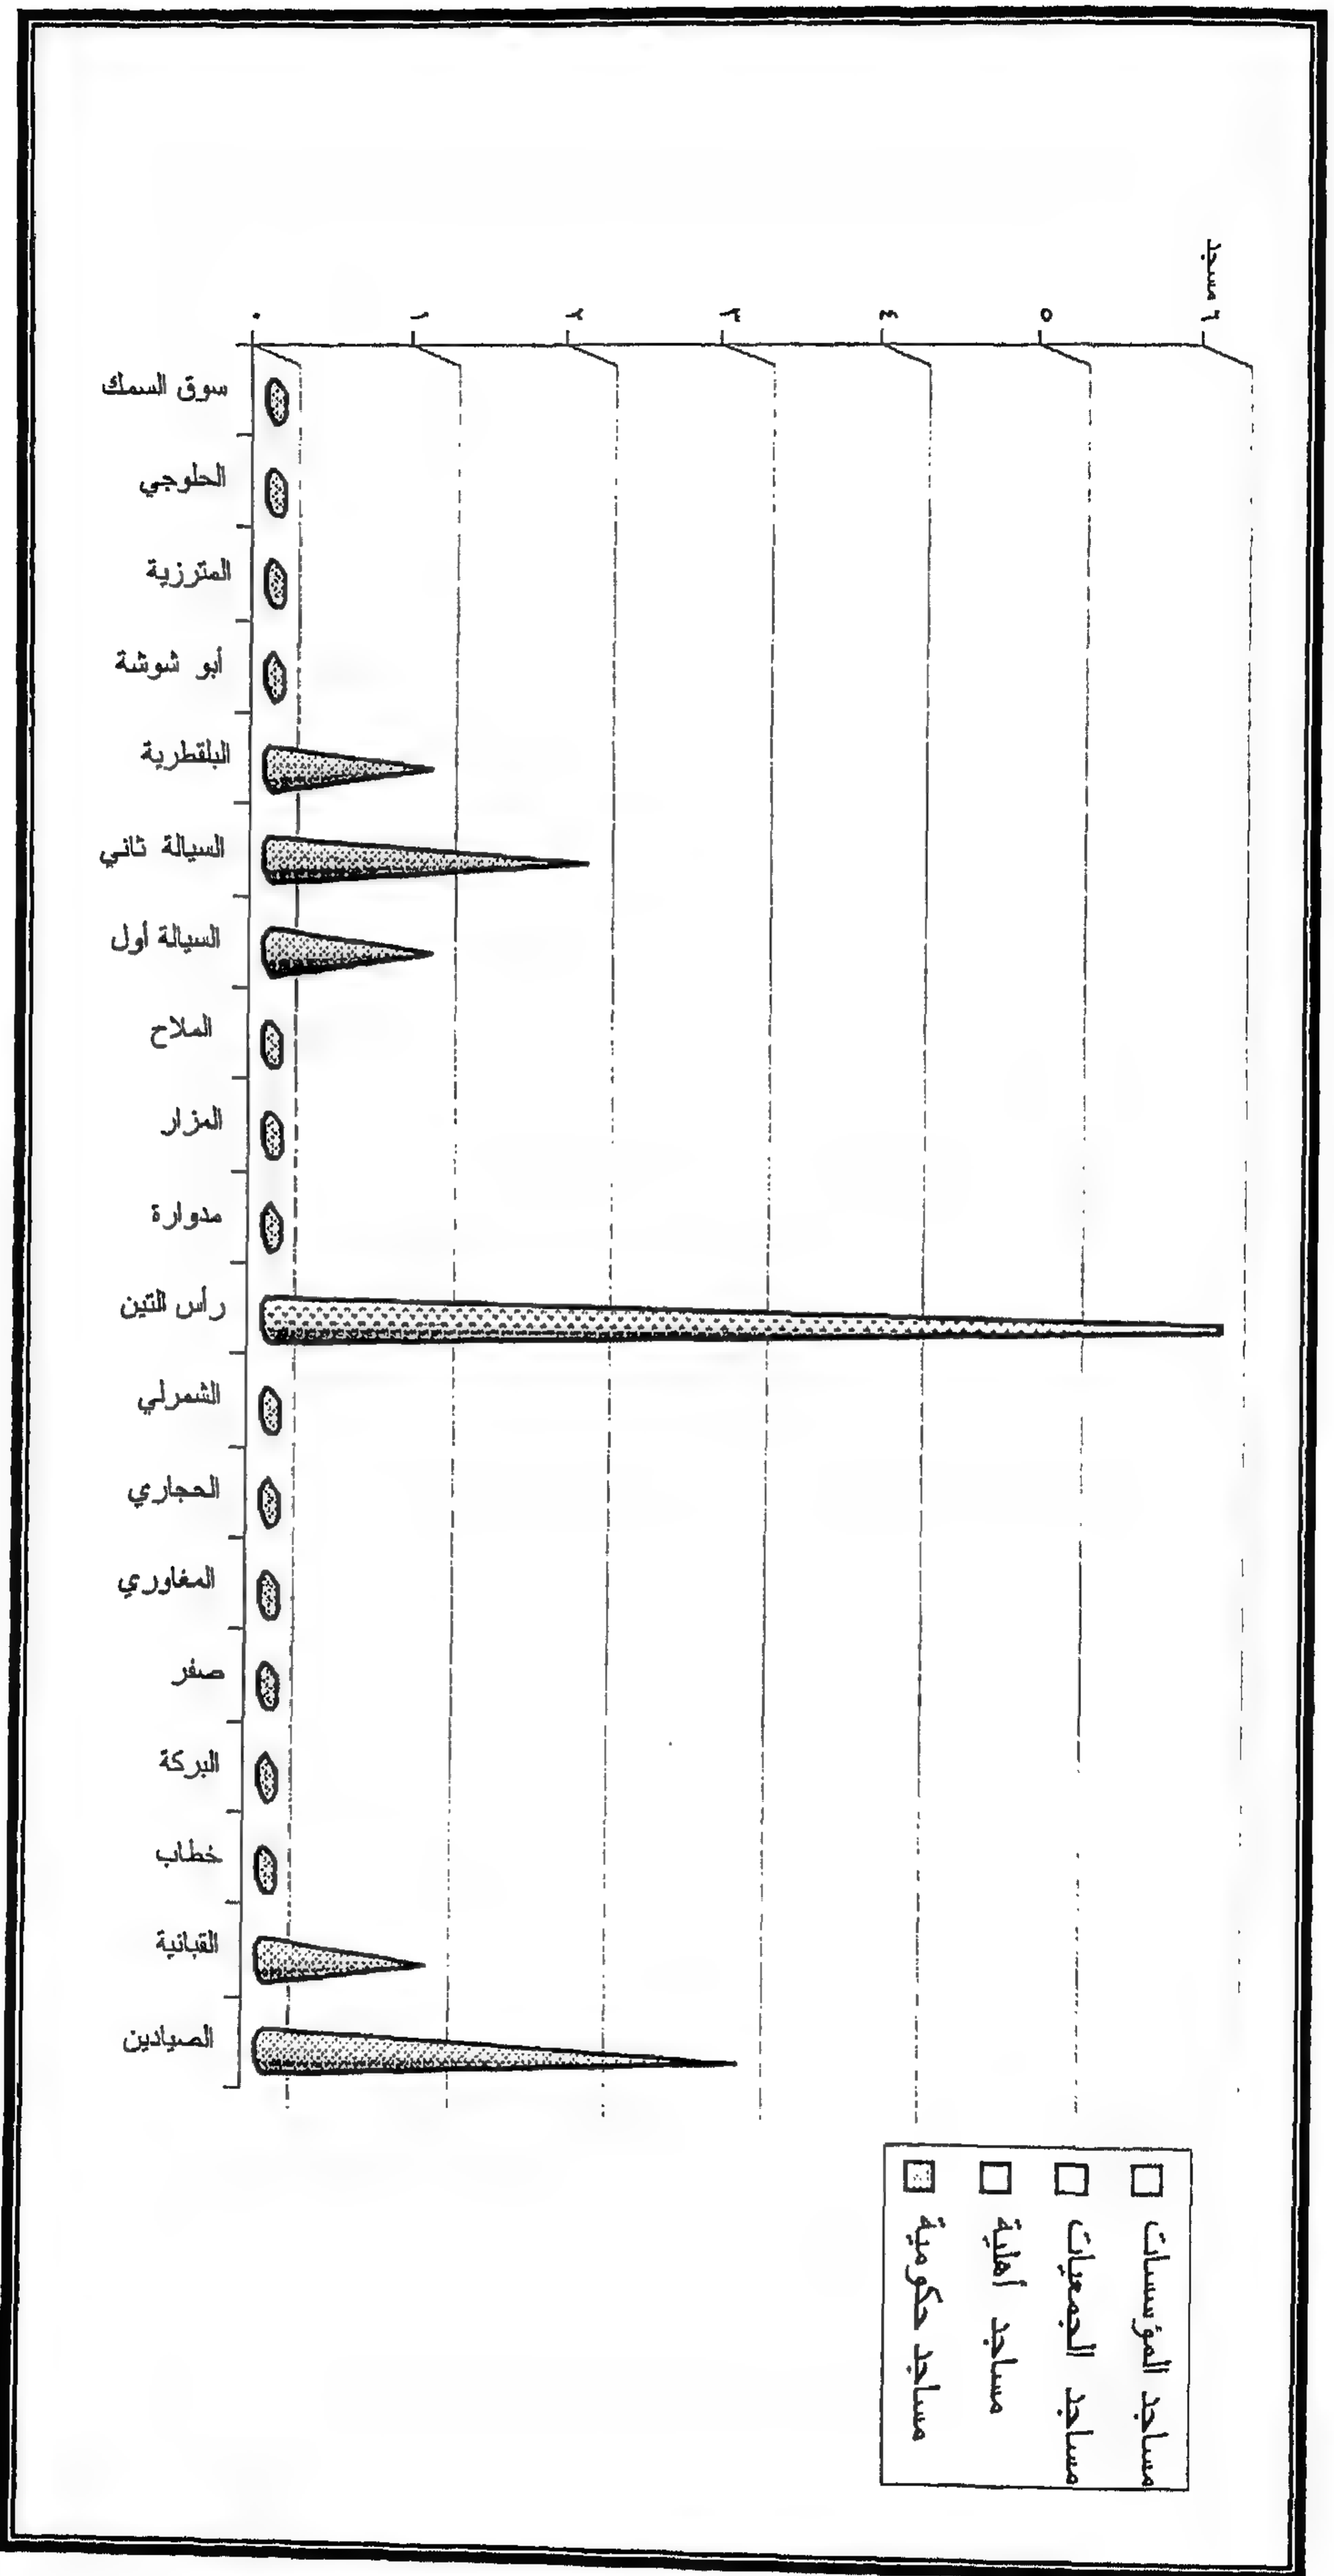 مسجد
٦
٥
٤
٣
٢
١
٠
سوق السمك
الحلوجي
المترزية
أبو شوشة
البلقطرية
السيالة ثاني
السيالة أول
الملاح
المزار
مدوارة
رأس التين
الشمرلي
الحجاري
المغاوري
صفر
البركة
خطاب
القبانية
الصيادين
مساجد المؤسسات
مساجد الجمعيات
مساجد أهلية
مساجد حكومية